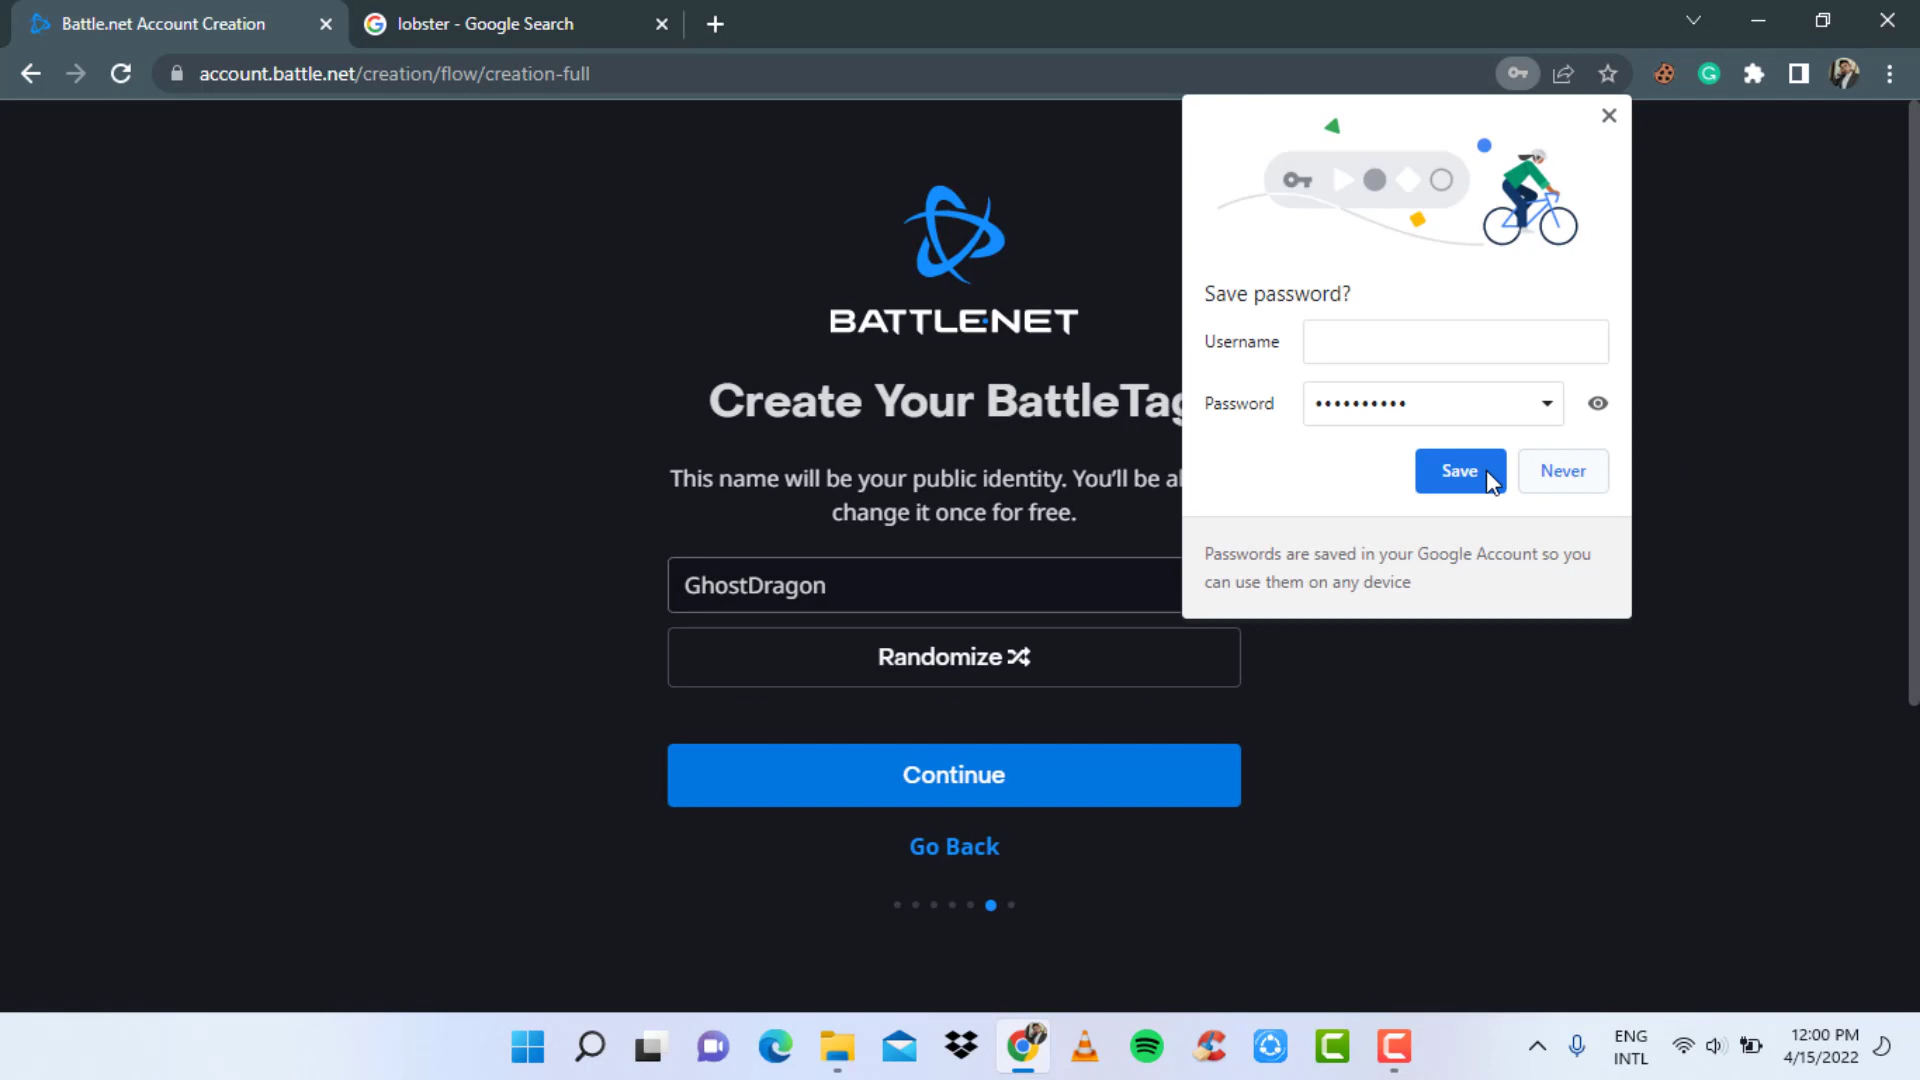 Battle.net Account Creation
lobster - Google Search
account.battle.net/creation/flow/creation-full
BATTLE.NET
Create Your BattleTag
This name will be your public identity. You'll be al
change it once for free.
GhostDragon
Randomize
Continue
Go Back
Save password?
Username
Password
••••••••••
Save
Never
Passwords are saved in your Google Account so you
can use them on any device
ENG
INTL
12:00 PM
4/15/2022